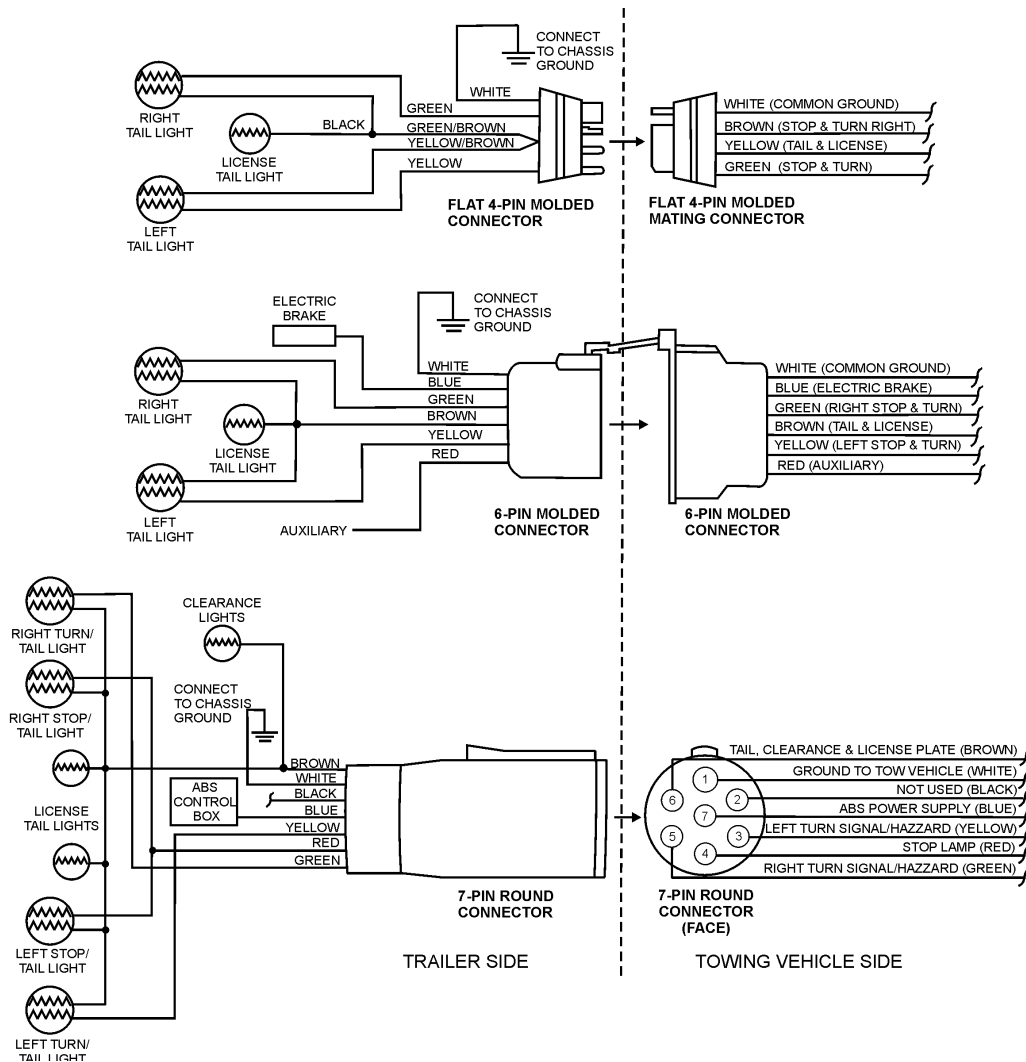 CONNECT
TO CHASSIS
GROUND
WHITE
RIGHT
TAIL LIGHT
GREEN
BLACK
GREEN/BROWN
YELLOW/BROWN
LICENSE
TAIL LIGHT
YELLOW
LEFT
TAIL LIGHT
FLAT 4-PIN MOLDED
CONNECTOR
WHITE (COMMON GROUND)
BROWN (STOP & TURN RIGHT)
YELLOW (TAIL & LICENSE)
GREEN (STOP & TURN)
FLAT 4-PIN MOLDED
MATING CONNECTOR
ELECTRIC
BRAKE
CONNECT
TO CHASSIS
GROUND
WHITE
BLUE
GREEN
BROWN
YELLOW
RED
RIGHT
TAIL LIGHT
LICENSE
TAIL LIGHT
LEFT
TAIL LIGHT
AUXILIARY
6-PIN MOLDED
CONNECTOR
WHITE (COMMON GROUND)
BLUE (ELECTRIC BRAKE)
GREEN (RIGHT STOP & TURN)
BROWN (TAIL & LICENSE)
YELLOW (LEFT STOP & TURN)
RED (AUXILIARY)
6-PIN MOLDED
CONNECTOR
RIGHT TURN/
TAIL LIGHT
CLEARANCE
LIGHTS
RIGHT STOP/
TAIL LIGHT
CONNECT
TO CHASSIS
GROUND
BROWN
WHITE
BLACK
BLUE
YELLOW
RED
GREEN
ABS
CONTROL
BOX
LICENSE
TAIL LIGHTS
LEFT STOP/
TAIL LIGHT
LEFT TURN/
TAIL LIGHT
7-PIN ROUND
CONNECTOR
TRAILER SIDE
TAIL, CLEARANCE & LICENSE PLATE (BROWN)
GROUND TO TOW VEHICLE (WHITE)
NOT USED (BLACK)
ABS POWER SUPPLY (BLUE)
LEFT TURN SIGNAL/HAZZARD (YELLOW)
STOP LAMP (RED)
RIGHT TURN SIGNAL/HAZZARD (GREEN)
1
6
2
7
5
3
4
7-PIN ROUND
CONNECTOR
(FACE)
TOWING VEHICLE SIDE